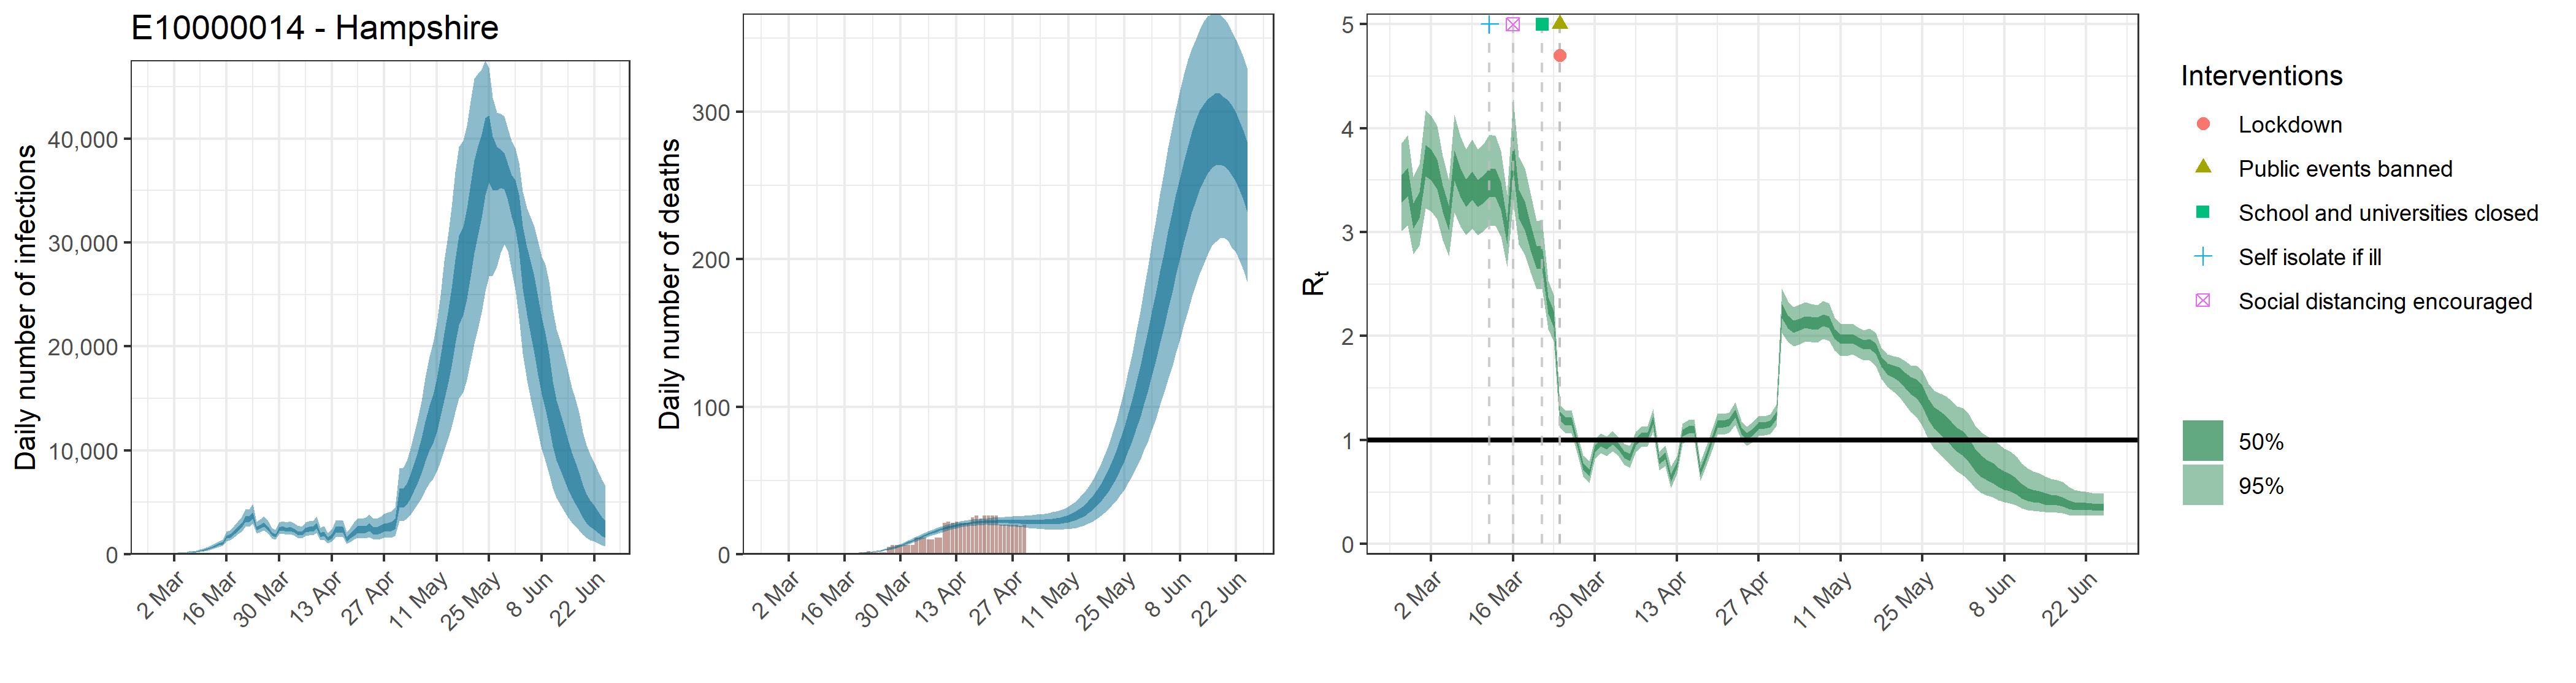 E10000014 - Hampshire
Daily number of infections
40,000
30,000
20,000
10,000
0
2 Mar
16 Mar
30 Mar
13 Apr
27 Apr
11 May
25 May
8 Jun
22 Jun
Daily number of deaths
300
200
100
0
2 Mar
16 Mar
30 Mar
13 Apr
27 Apr
11 May
25 May
8 Jun
22 Jun
Rt
5
4
3
2
1
0
2 Mar
16 Mar
30 Mar
13 Apr
27 Apr
11 May
25 May
8 Jun
22 Jun
Interventions
Lockdown
Public events banned
School and universities closed
Self isolate if ill
Social distancing encouraged
50%
95%